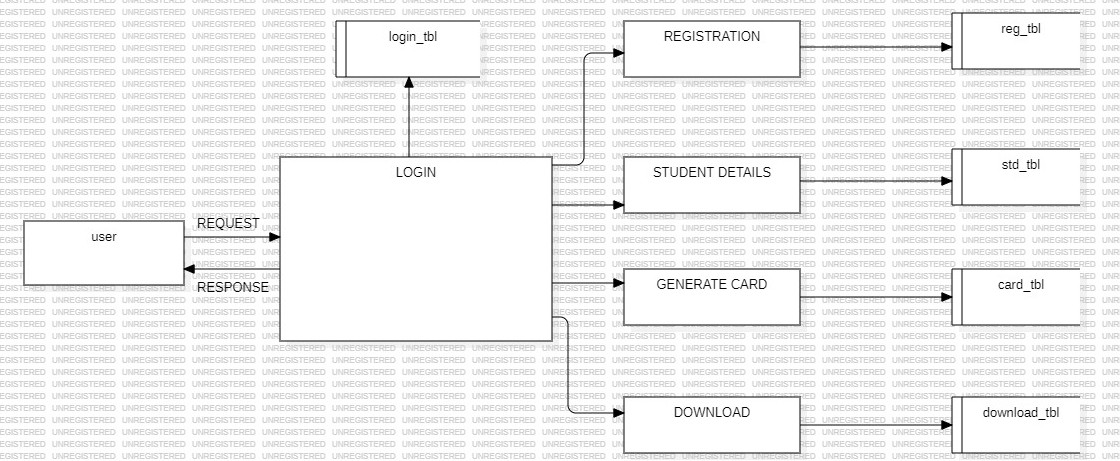 login_tbl
REGISTRATION
reg_tbl
LOGIN
STUDENT DETAILS
std_tbl
REQUEST
user
RESPONSE
GENERATE CARD
card_tbl
DOWNLOAD
download_tbl
UNREGISTERED